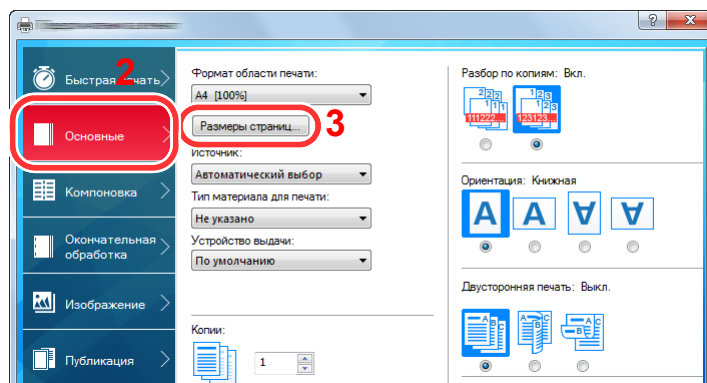 Быстрая печать
2
Основные
Компоновка
Окончательная
обработка
Изображение
Публикация
Формат области печати:
A4 [100%]
Размеры страниц...
3
Источник:
Автоматический выбор
Тип материала для печати:
Не указано
Устройство выдачи:
По умолчанию
Копии:
1
Разбор по копиям: Вкл.
111222
123123
Ориентация: Книжная
A A A A
Двусторонняя печать: Выкл.